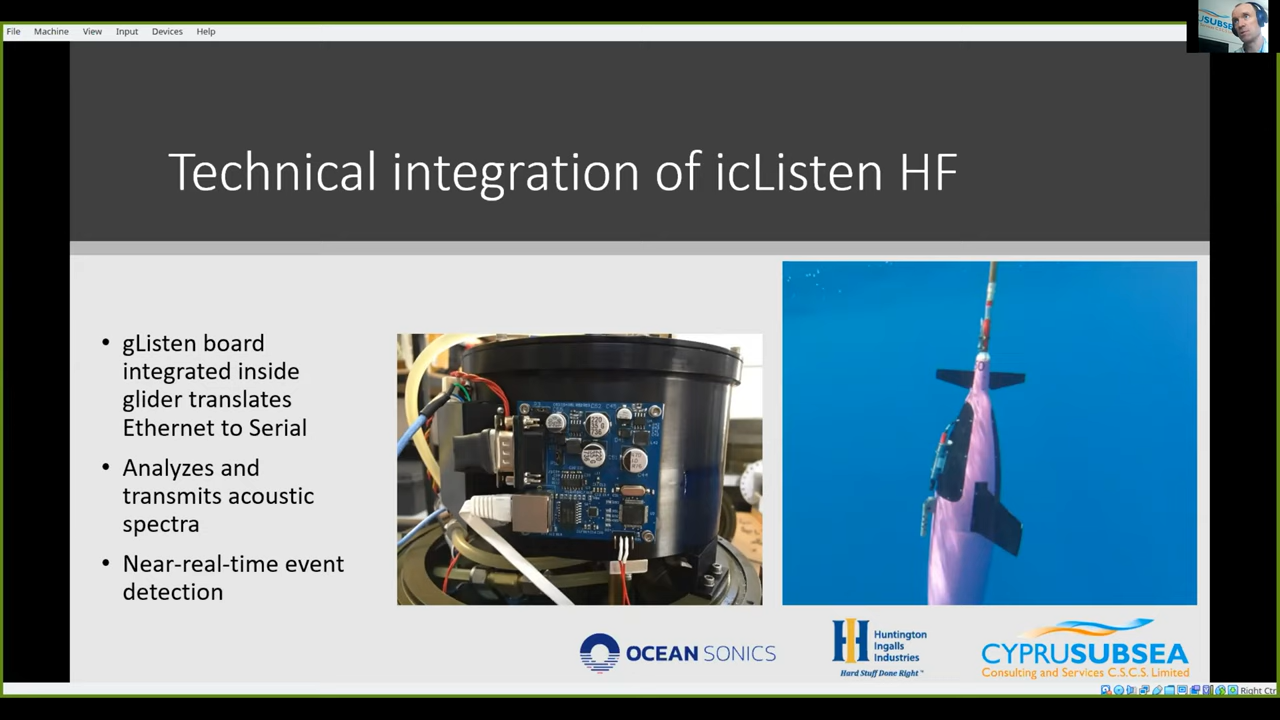 File Machine View Input Devices Help
Technical integration of icListen HF
• gListen board
integrated inside
glider translates
Ethernet to Serial
• Analyzes and
transmits acoustic
spectra
• Near-real-time event
detection
OCEAN SONICS
Huntington
Ingalls
Industries
Hard Stuff Done Right™
CYPRUSUBSEA
Consulting and Services C.S.C.S. Limited
Right Ctr